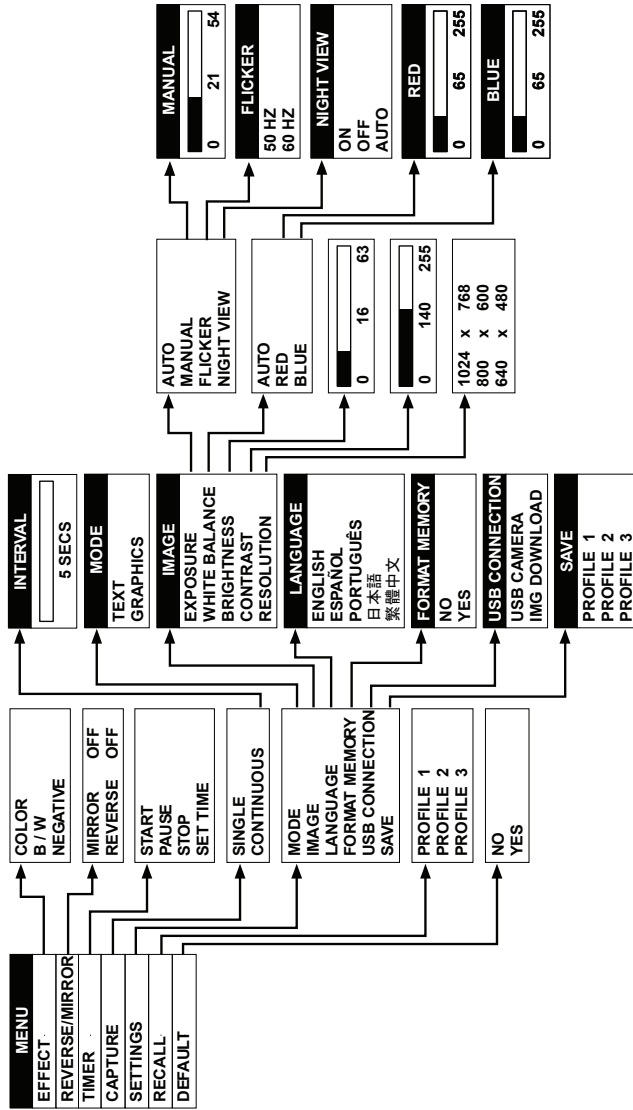 MENU
EFFECT
REVERSE/MIRROR
TIMER
CAPTURE
SETTINGS
RECALL
DEFAULT
COLOR
B / W
NEGATIVE
MIRROR OFF
REVERSE OFF
START
PAUSE
STOP
SET TIME
SINGLE
CONTINUOUS
MODE
IMAGE
LANGUAGE
FORMAT MEMORY
USB CONNECTION
SAVE
PROFILE 1
PROFILE 2
PROFILE 3
NO
YES
INTERVAL
5 SECS
MODE
TEXT
GRAPHICS
IMAGE
EXPOSURE
WHITE BALANCE
BRIGHTNESS
CONTRAST
RESOLUTION
LANGUAGE
ENGLISH
ESPAÑOL
PORTUGUÊS
日本語
繁體中文
FORMAT MEMORY
NO
YES
USB CONNECTION
USB CAMERA
IMG DOWNLOAD
SAVE
PROFILE 1
PROFILE 2
PROFILE 3
AUTO
MANUAL
FLICKER
NIGHT VIEW
AUTO
RED
BLUE
0 16 63
0 140 255
1024 x 768
800 x 600
640 x 480
MANUAL
0 21 54
FLICKER
50 HZ
60 HZ
NIGHT VIEW
ON
OFF
AUTO
RED
0 65 255
BLUE
0 65 255